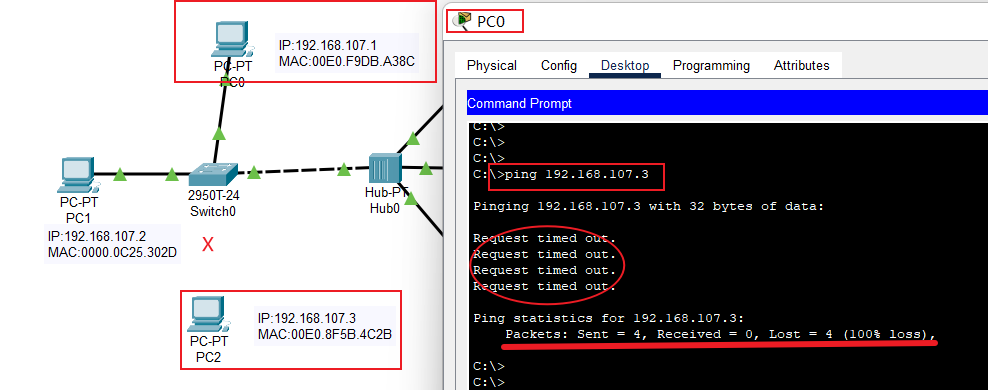 PC-PT
PC0
IP:192.168.107.1
MAC:00E0.F9DB.A38C
PC-PT
PC1
IP:192.168.107.2
MAC:0000.0C25.302D
2950T-24
Switch0
X
Hub-PT
Hub0
PC-PT
PC2
IP:192.168.107.3
MAC:00E0.8F5B.4C2B
PC0
Physical Config Desktop Programming Attributes
Command Prompt
C:\>
C:\>
C:\>
C:\>ping 192.168.107.3
Pinging 192.168.107.3 with 32 bytes of data:
Request timed out.
Request timed out.
Request timed out.
Request timed out.
Ping statistics for 192.168.107.3:
Packets: Sent = 4, Received = 0, Lost = 4 (100% loss),
C:\>
C:\>